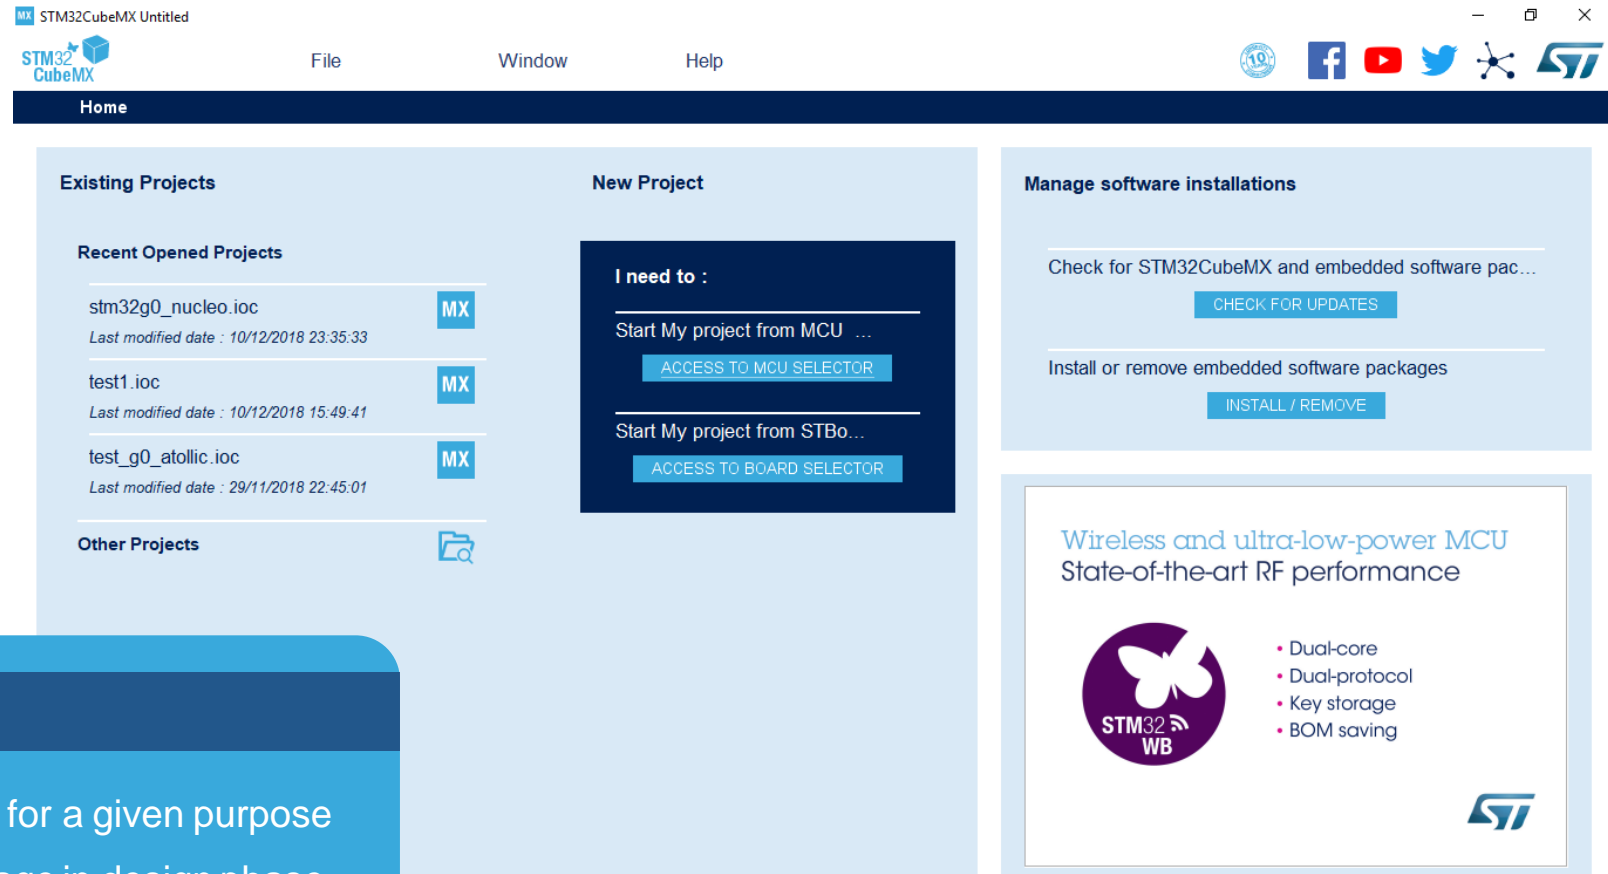 MX STM32CubeMX Untitled
STM32
CubeMX
File
Window
Help
10
Home
Existing Projects
Recent Opened Projects
stm32g0_nucleo.ioc
MX
Last modified date : 10/12/2018 23:35:33
test1.ioc
MX
Last modified date : 10/12/2018 15:49:41
test_g0_atollic.ioc
MX
Last modified date : 29/11/2018 22:45:01
Other Projects
New Project
I need to :
Start My project from MCU ...
ACCESS TO MCU SELECTOR
Start My project from STBo...
ACCESS TO BOARD SELECTOR
Manage software installations
Check for STM32CubeMX and embedded software pac...
CHECK FOR UPDATES
Install or remove embedded software packages
INSTALL / REMOVE
Wireless and ultra-low-power MCU
State-of-the-art RF performance
STM32
WB
• Dual-core
• Dual-protocol
• Key storage
• BOM saving
ST
for a given purpose
in design phase